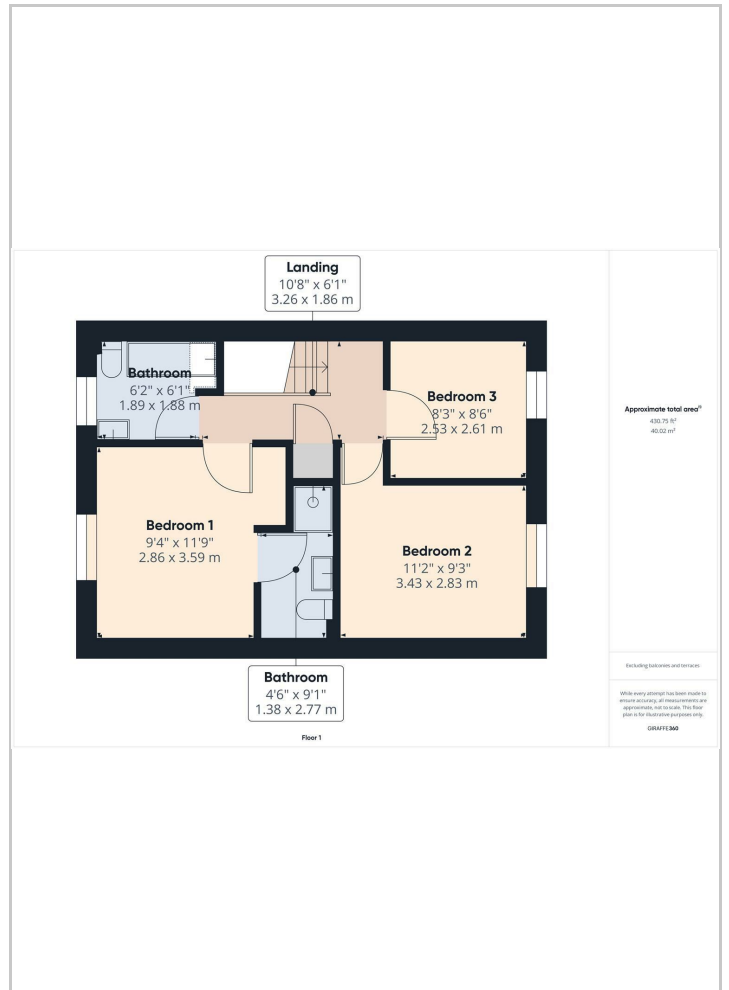 Landing
10'8" x 6'1"
3.26 x 1.86 m
Bathroom
6'2" x 6'1"
1.89 x 1.88 m
Bedroom 3
8'3" x 8'6"
2.53 x 2.61 m
Bedroom 1
9'4" x 11'9"
2.86 x 3.59 m
Bedroom 2
11'2" x 9'3"
3.43 x 2.83 m
Bathroom
4'6" x 9'1"
1.38 x 2.77 m
Floor 1
Approximate total area⁽¹⁾
430.75 ft²
40.02 m²
Excluding balconies and terraces
While every attempt has been made to
ensure accuracy, all measurements are
approximate, not to scale. This floor
plan is for illustrative purposes only.
GIRAFFE360